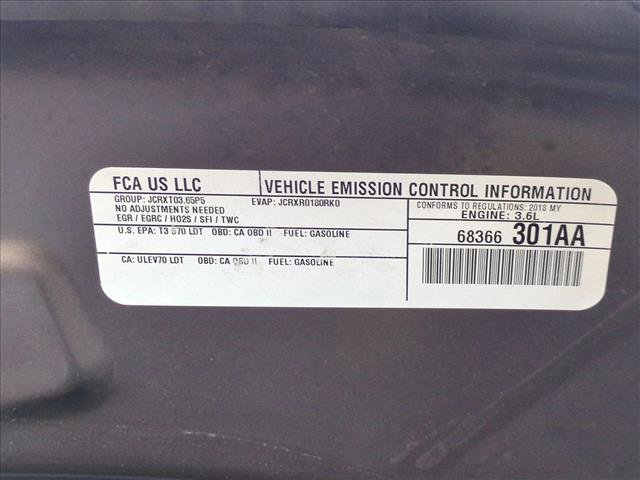 FCA US LLC
VEHICLE EMISSION CONTROL INFORMATION
GROUP: JCRXT03.65P5 EVAP: JCRXR0180RK0
NO ADJUSTMENTS NEEDED
EGR / EGRC / HO2S / SFI / TWC
CONFORMS TO REGULATIONS: 2018 MY
ENGINE: 3.6L
U.S. EPA: T3 B70 LDT OBD: CA OBD II FUEL: GASOLINE
68366 301AA
CA: ULEV70 LDT OBD: CA OBD II FUEL: GASOLINE